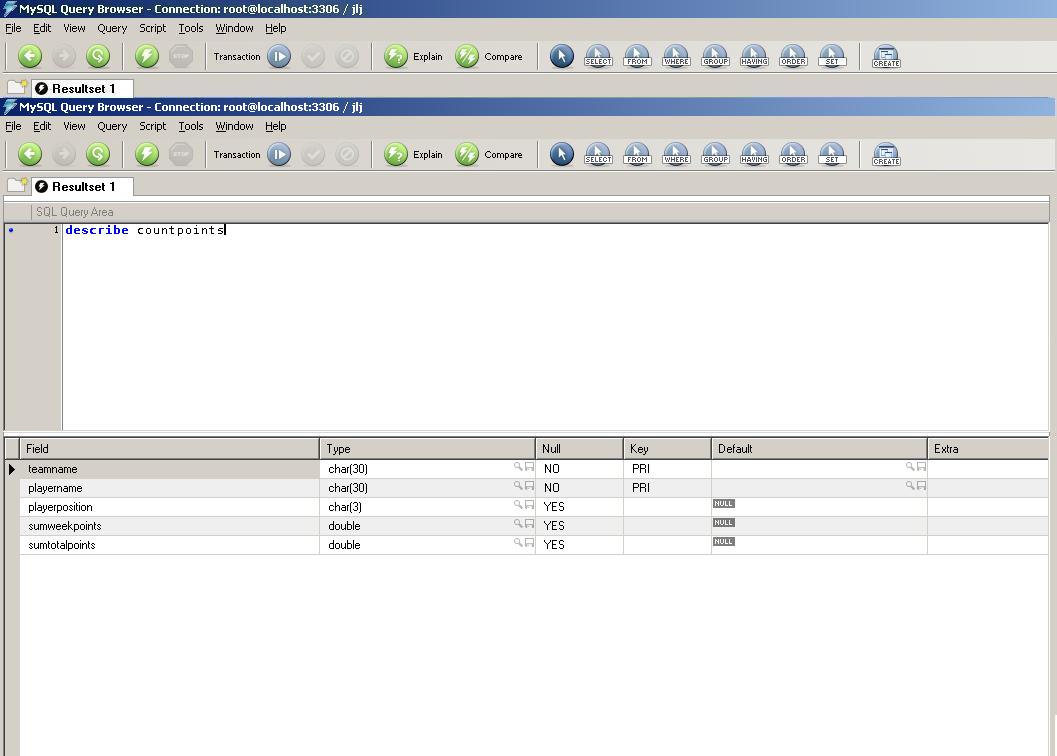 MySQL Query Browser - Connection: root@localhost:3306 / jlj
File Edit View Query Script Tools Window Help
STOP Transaction Explain Compare SELECT FROM WHERE GROUP HAVING ORDER SET CREATE
Resultset 1
MySQL Query Browser - Connection: root@localhost:3306 / jlj
File Edit View Query Script Tools Window Help
STOP Transaction Explain Compare SELECT FROM WHERE GROUP HAVING ORDER SET CREATE
Resultset 1
SQL Query Area
1 describe countpoints
Field Type Null Key Default Extra
teamname char(30) NO PRI
playername char(30) NO PRI
playerposition char(3) YES NULL
sumweekpoints double YES NULL
sumtotalpoints double YES NULL